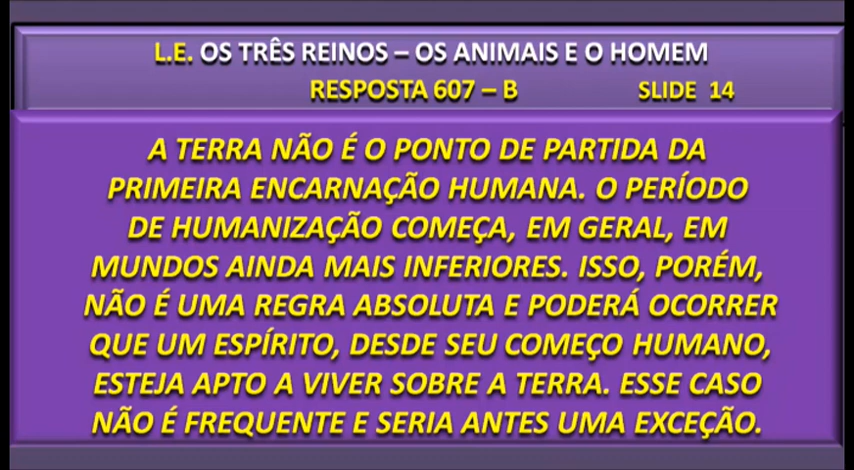 L.E. OS TRÊS REINOS – OS ANIMAIS E O HOMEM
RESPOSTA 607 – B SLIDE 14
A TERRA NÃO É O PONTO DE PARTIDA DA
PRIMEIRA ENCARNAÇÃO HUMANA. O PERÍODO
DE HUMANIZAÇÃO COMEÇA, EM GERAL, EM
MUNDOS AINDA MAIS INFERIORES. ISSO, PORÉM,
NÃO É UMA REGRA ABSOLUTA E PODERÁ OCORRER
QUE UM ESPÍRITO, DESDE SEU COMEÇO HUMANO,
ESTEJA APTO A VIVER SOBRE A TERRA. ESSE CASO
NÃO É FREQUENTE E SERIA ANTES UMA EXCEÇÃO.